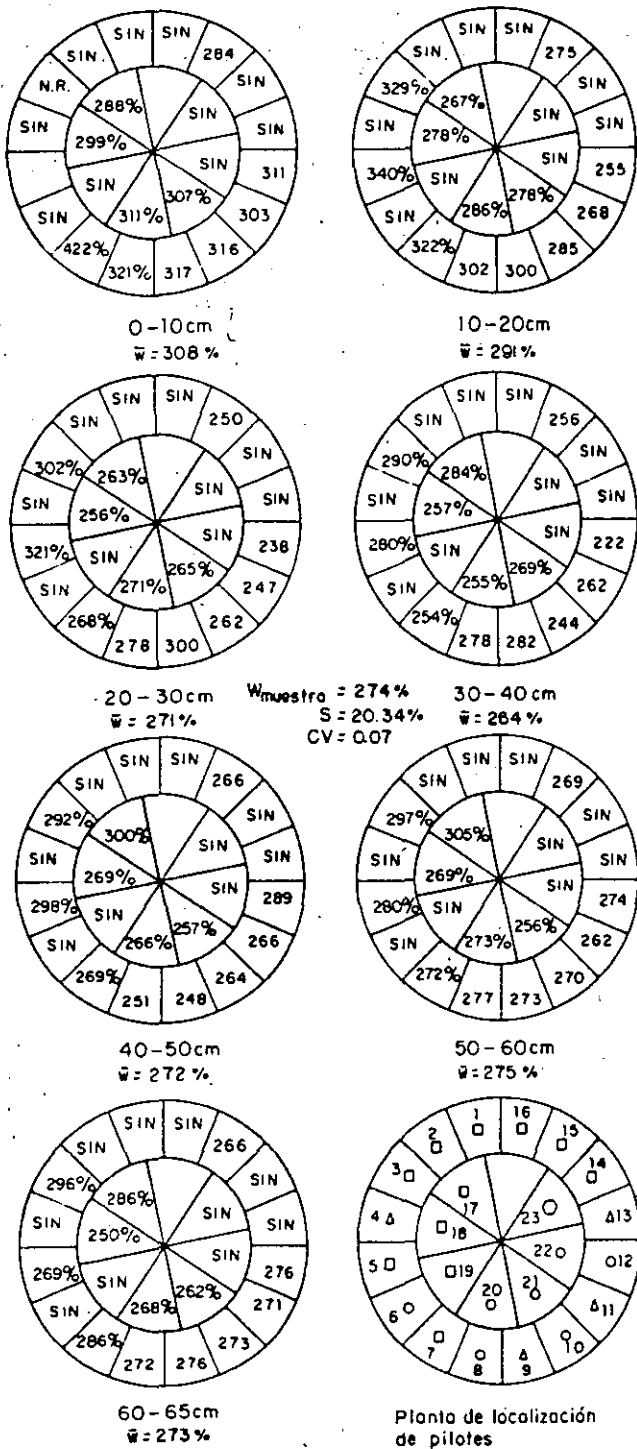 SIN SIN
SIN 284
N.R. SIN
288%
SIN SIN SIN
299%
SIN 311
SIN 307%
SIN 311% 303
422% 316
321% 317
0-10cm
w̄ = 308 %
SIN SIN
SIN 275
329% SIN
267%
SIN SIN SIN
278%
340% SIN 255
SIN 278%
SIN 286% 268
322% 285
302 300
10-20cm
w̄ = 291%
SIN SIN
SIN 250
302% SIN
263%
SIN SIN SIN
256%
321% SIN 238
SIN 265%
SIN 271% 247
268% 262
278 300
20-30cm
w̄ = 271%
SIN SIN
SIN 256
290% SIN
284%
SIN SIN SIN
257%
280% SIN 222
SIN 269%
SIN 255% 262
254% 244
278 282
30-40cm
w̄ = 264%
Wmuestra = 274%
S = 20.34%
CV = 0.07
SIN SIN
SIN 266
292% SIN
300%
SIN SIN SIN
269%
298% SIN 289
SIN 257%
SIN 266% 266
269% 264
251 248
40-50cm
w̄ = 272 %
SIN SIN
SIN 269
297% SIN
305%
SIN SIN SIN
269%
280% SIN 274
SIN 256%
SIN 273% 262
272% 270
277 273
50-60cm
w̄ = 275 %
SIN SIN
SIN 266
296% SIN
286%
SIN SIN SIN
250%
269% SIN 276
SIN 262%
SIN 268% 271
286% 273
272 276
60-65cm
w̄ = 273 %
1 16
2 15
3 14
17
4 23 13
18
5 22 12
19 21
6 20 11
7 10
8 9
Planta de localización
de pilotes